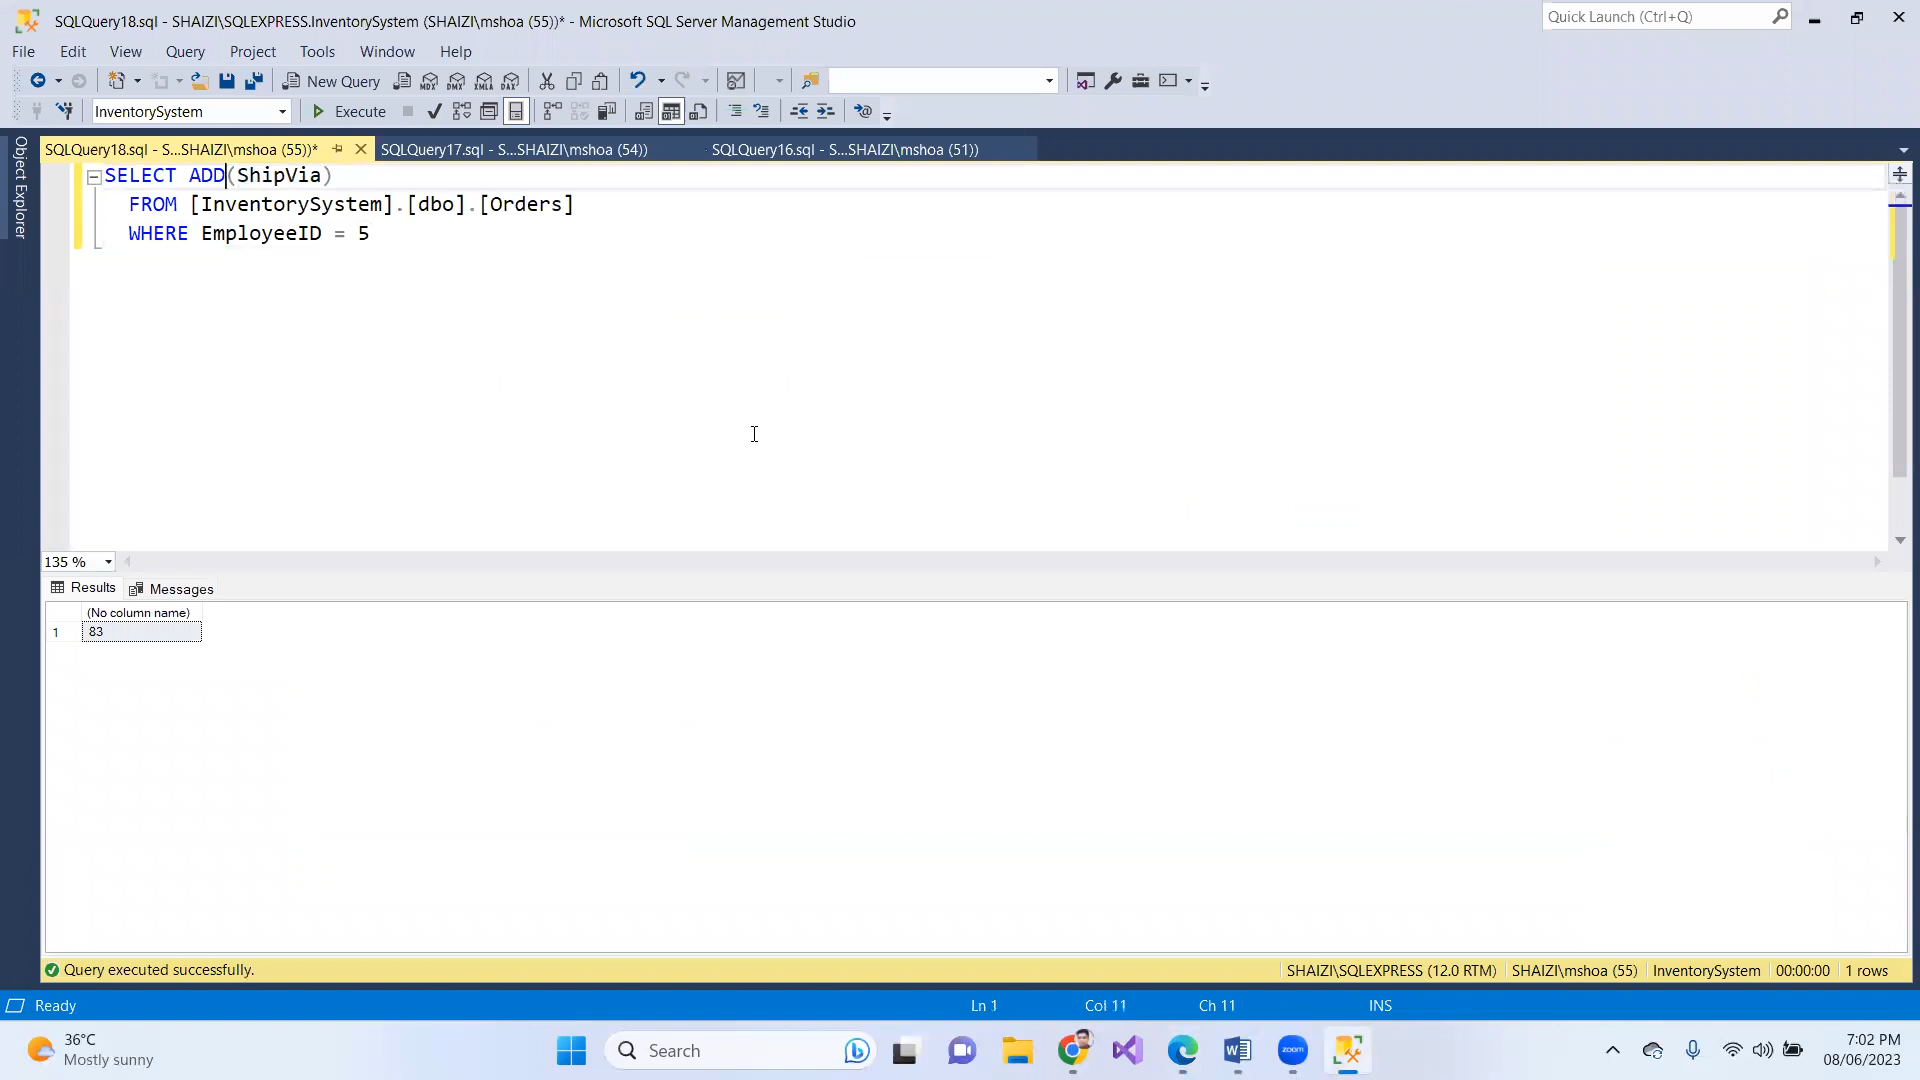 SQLQuery18.sql - SHAIZI\SQLEXPRESS.InventorySystem (SHAIZI\mshoa (55))* - Microsoft SQL Server Management Studio
Quick Launch (Ctrl+Q)
File Edit View Query Project Tools Window Help
New Query MDX DMX XMLA DAX
InventorySystem Execute
Object Explorer
SQLQuery18.sql - S...SHAIZI\mshoa (55))* SQLQuery17.sql - S...SHAIZI\mshoa (54)) SQLQuery16.sql - S...SHAIZI\mshoa (51))
SELECT ADD(ShipVia)
FROM [InventorySystem].[dbo].[Orders]
WHERE EmployeeID = 5
135 %
Results Messages
(No column name)
1 83
Query executed successfully. SHAIZI\SQLEXPRESS (12.0 RTM) SHAIZI\mshoa (55) InventorySystem 00:00:00 1 rows
Ready Ln 1 Col 11 Ch 11 INS
36°C
Mostly sunny
Search
zoom
7:02 PM
08/06/2023